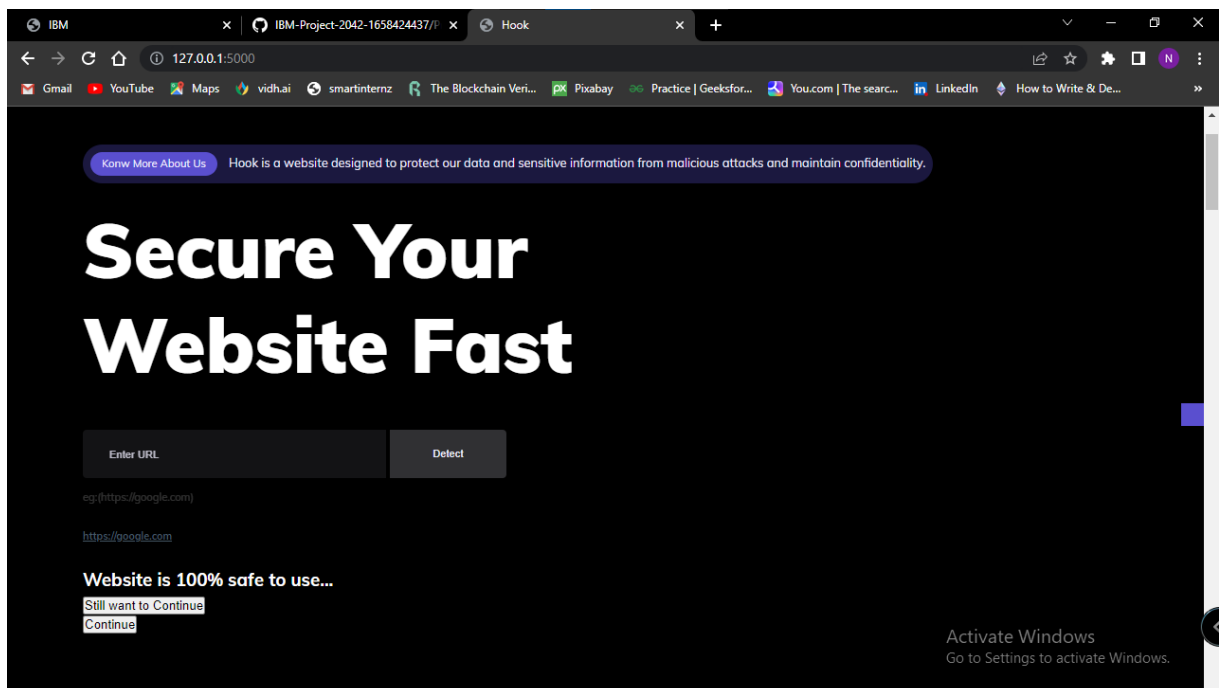 IBM
IBM-Project-2042-1658424437/P
Hook
127.0.0.1:5000
N
Gmail YouTube Maps vidh.ai smartinternz The Blockchain Veri... Pixabay Practice | Geeksfor... You.com | The searc... LinkedIn How to Write & De...
Konw More About Us Hook is a website designed to protect our data and sensitive information from malicious attacks and maintain confidentiality.
Secure Your
Website Fast
Enter URL Detect
eg:(https://google.com)
https://google.com
Website is 100% safe to use...
Still want to Continue
Continue
Activate Windows
Go to Settings to activate Windows.